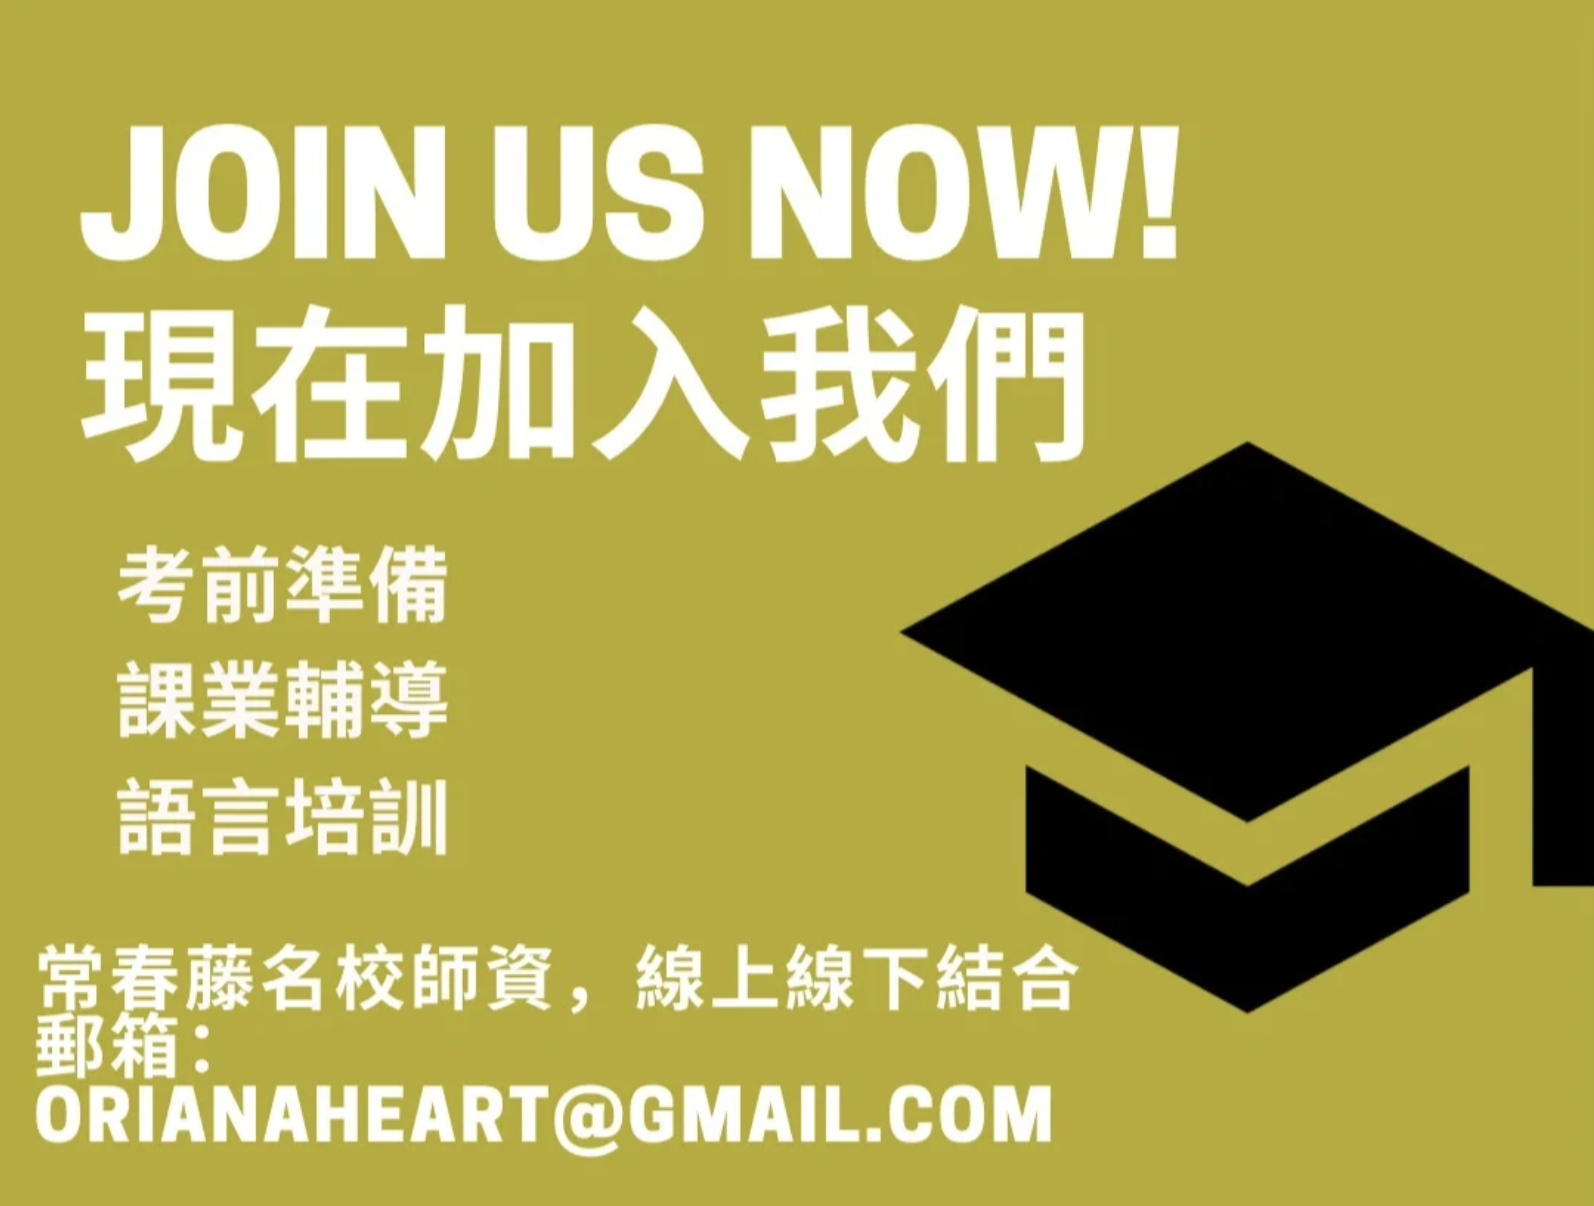 JOIN US NOW!
現在加入我們
考前準備
課業輔導
語言培訓
常春藤名校師資，線上線下結合
郵箱：
ORIANAHEART@GMAIL.COM